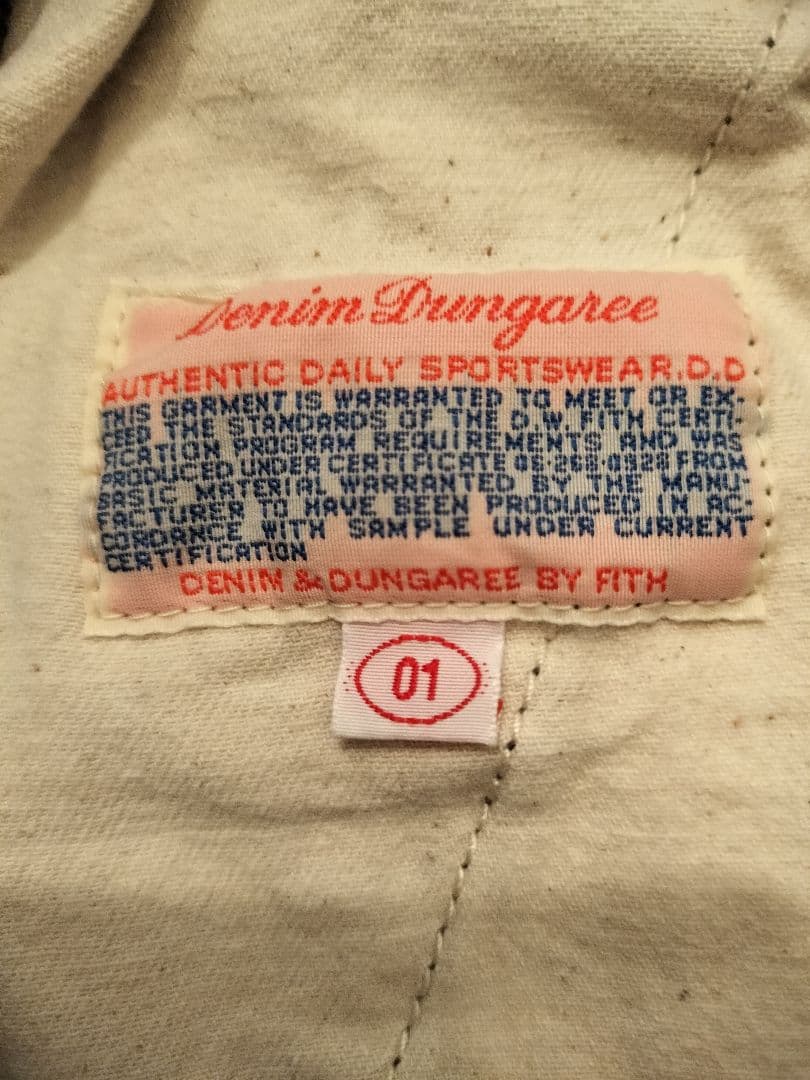 Denim Dungaree
AUTHENTIC DAILY SPORTSWEAR.D.D
THIS GARMENT IS WARRANTED TO MEET OR EX-
CEED THE STANDARDS OF THE D.W. FITH CERTI-
FICATION PROGRAM REQUIREMENTS AND WAS
PRODUCED UNDER CERTIFICATE FROM
BASIC MATERIAL WARRANTED BY THE MANU-
FACTURER TO HAVE BEEN PRODUCED IN AC-
CORDANCE WITH SAMPLE UNDER CURRENT
CERTIFICATION
DENIM & DUNGAREE BY FITH
01